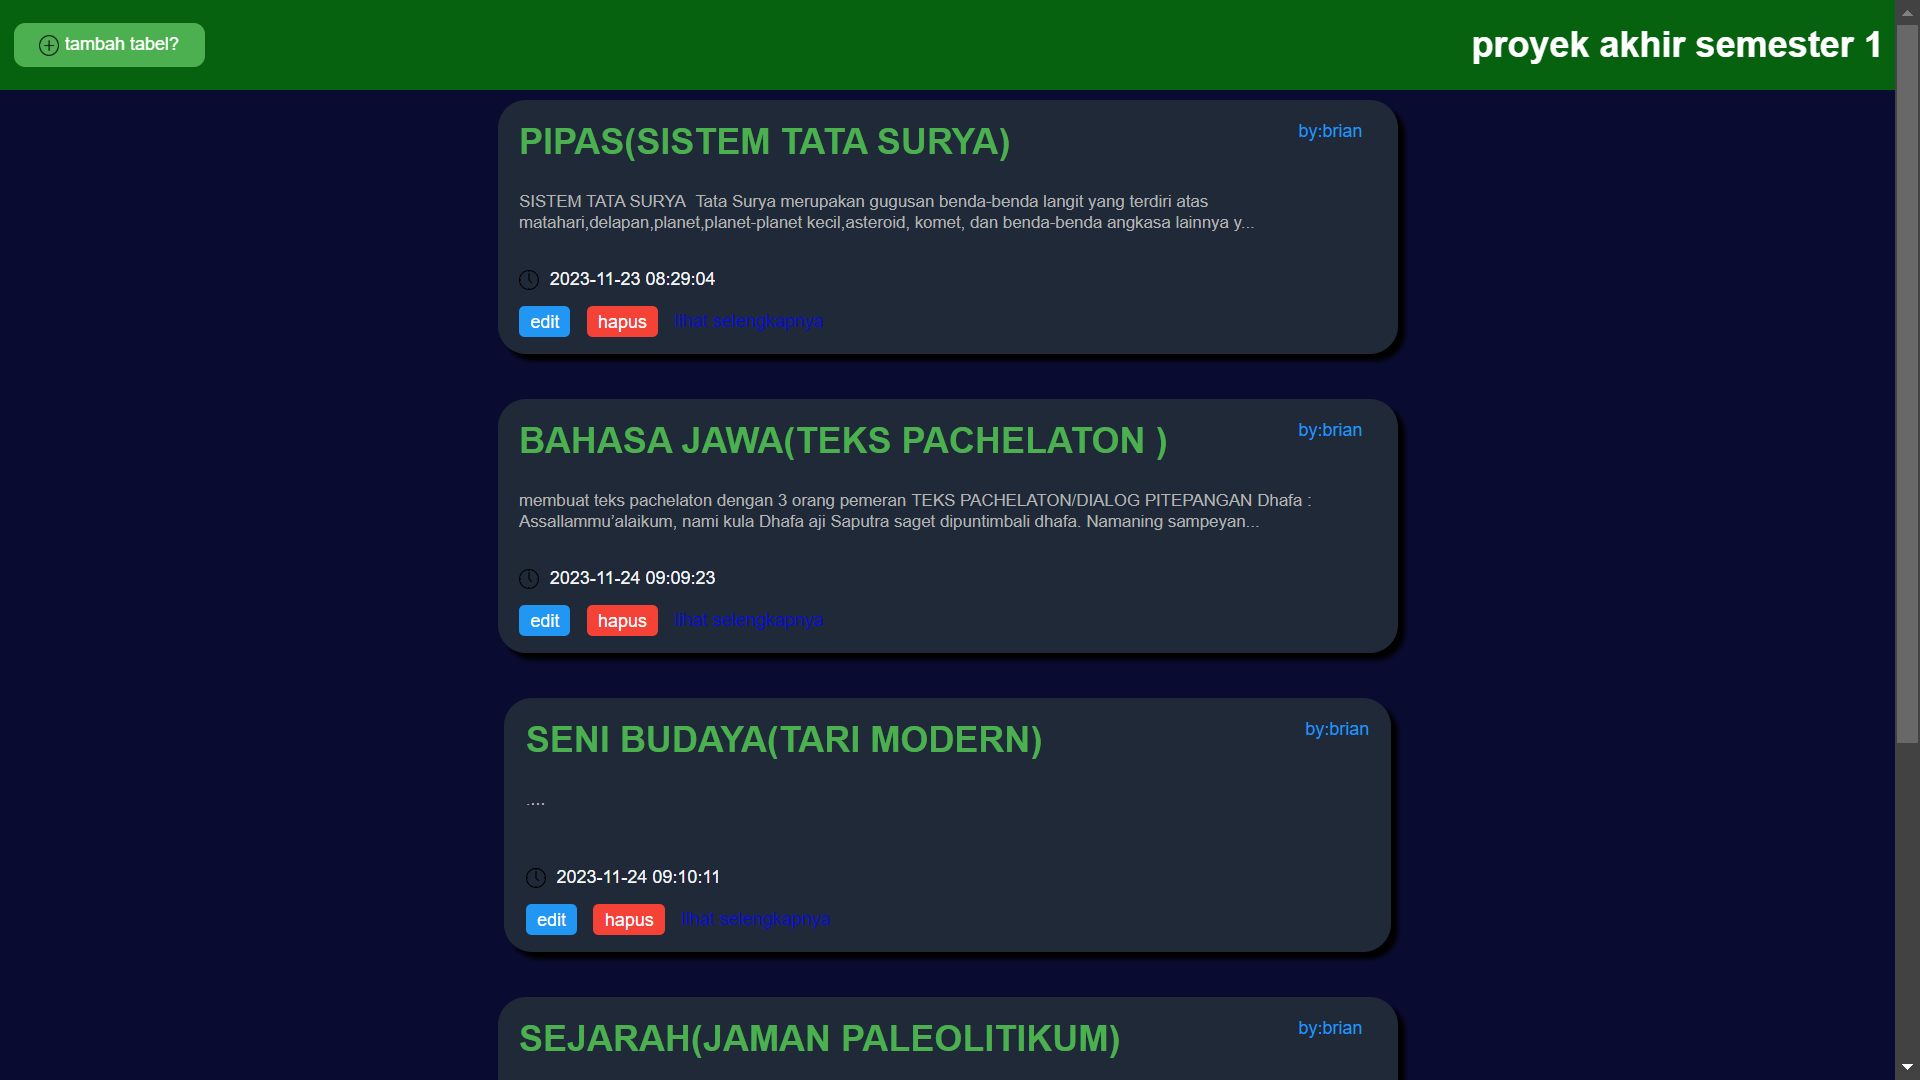 tambah tabel?
proyek akhir semester 1
PIPAS(SISTEM TATA SURYA)
by:brian
SISTEM TATA SURYA  Tata Surya merupakan gugusan benda-benda langit yang terdiri atas
matahari,delapan,planet,planet-planet kecil,asteroid, komet, dan benda-benda angkasa lainnya y...
2023-11-23 08:29:04
edit hapus lihat selengkapnya
BAHASA JAWA(TEKS PACHELATON )
by:brian
membuat teks pachelaton dengan 3 orang pemeran TEKS PACHELATON/DIALOG PITEPANGAN Dhafa :
Assallammu’alaikum, nami kula Dhafa aji Saputra saget dipuntimbali dhafa. Namaning sampeyan...
2023-11-24 09:09:23
edit hapus lihat selengkapnya
SENI BUDAYA(TARI MODERN)
by:brian
....
2023-11-24 09:10:11
edit hapus lihat selengkapnya
SEJARAH(JAMAN PALEOLITIKUM)
by:brian